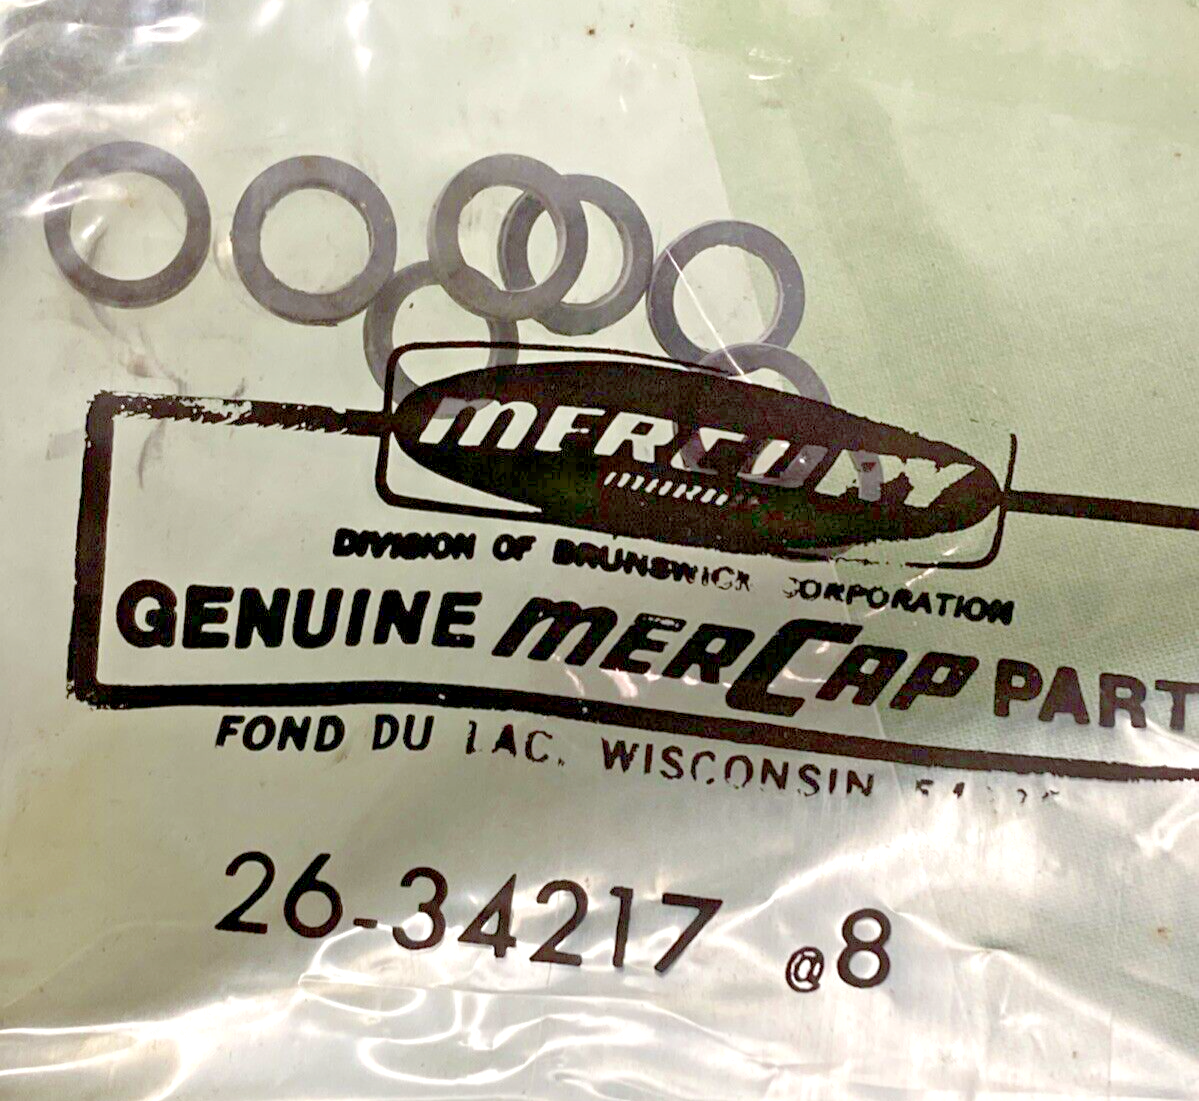 MERCURY
MARINE
DIVISION OF BRUNSWICK CORPORATION
GENUINE MERCAP PART
FOND DU LAC, WISCONSIN
26-34217 @8